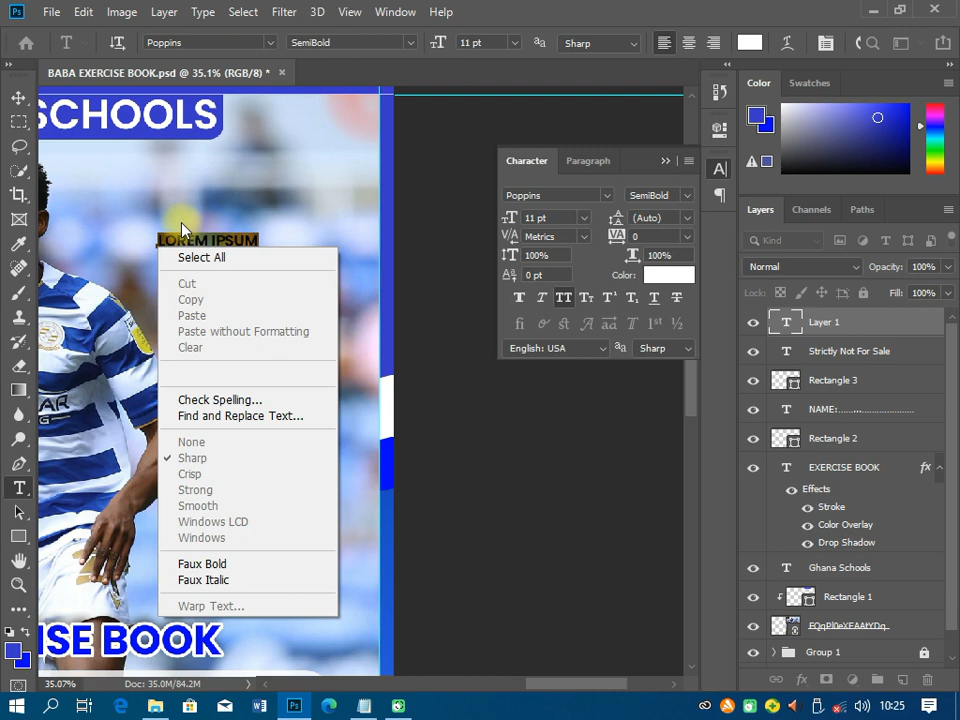 File Edit Image Layer Type Select Filter 3D View Window Help
Poppins SemiBold 11 pt Sharp
BABA EXERCISE BOOK.psd @ 35.1% (RGB/8) *
SCHOOLS
LOREM IPSUM
Select All
Cut
Copy
Paste
Paste without Formatting
Clear
Check Spelling...
Find and Replace Text...
None
Sharp
Crisp
Strong
Smooth
Windows LCD
Windows
Faux Bold
Faux Italic
Warp Text...
ISE BOOK
Character Paragraph
Poppins SemiBold
11 pt (Auto)
Metrics 0
100% 100%
0 pt Color:
English: USA Sharp
Color Swatches
Layers Channels Paths
Kind
Normal Opacity: 100%
Lock: Fill: 100%
Layer 1
Strictly Not For Sale
Rectangle 3
NAME:.......,......................
Rectangle 2
EXERCISE BOOK fx
Effects
Stroke
Color Overlay
Drop Shadow
Ghana Schools
Rectangle 1
Group 1
35.07% Doc: 35.0M/84.2M
10:25